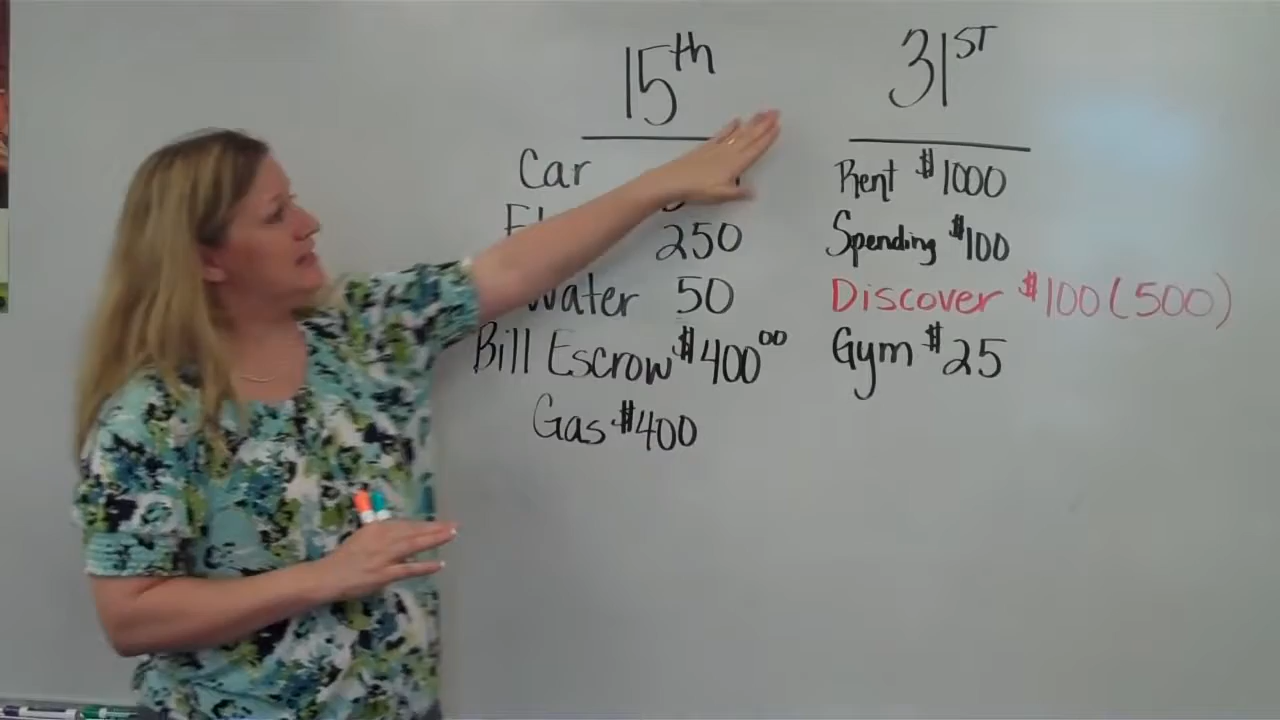 15th
31ST
Car
250
Water 50
Bill Escrow $400 00
Gas $400
Rent $1000
Spending $100
Discover $100 (500)
Gym $25